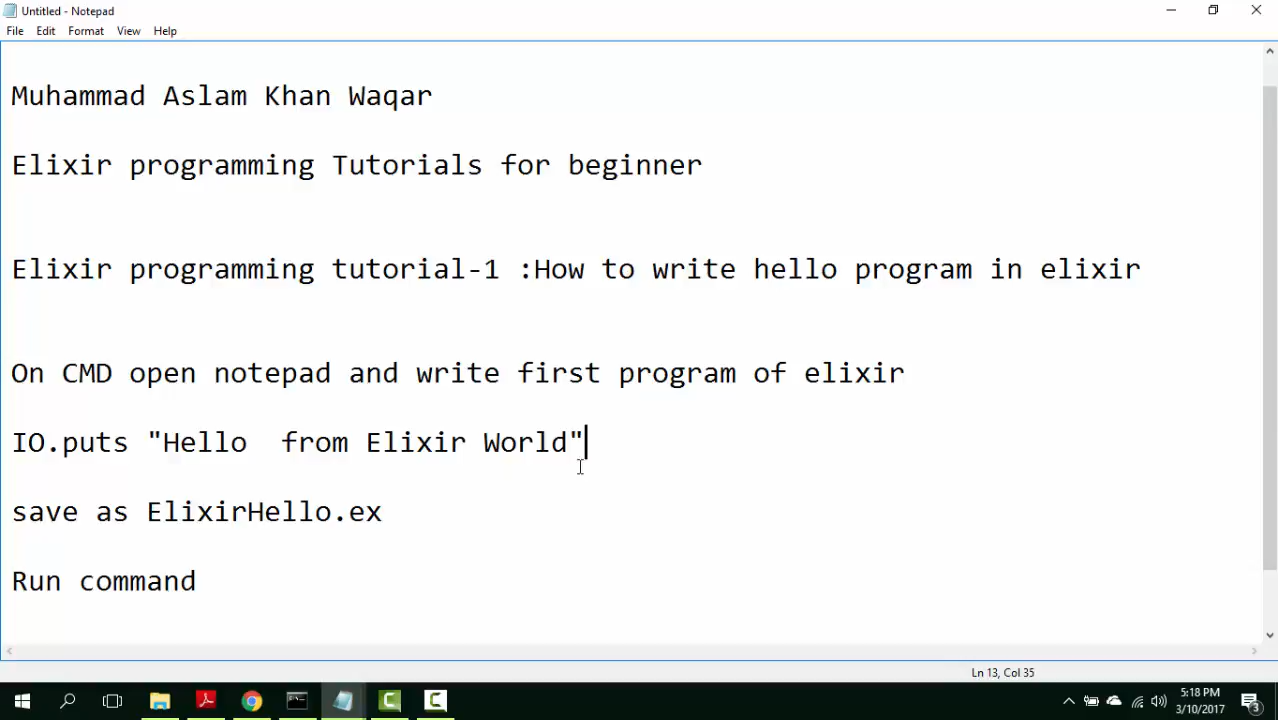 Untitled - Notepad
File Edit Format View Help
Muhammad Aslam Khan Waqar
Elixir programming Tutorials for beginner
Elixir programming tutorial-1 :How to write hello program in elixir
On CMD open notepad and write first program of elixir
IO.puts "Hello  from Elixir World"
save as ElixirHello.ex
Run command
Ln 13, Col 35
5:18 PM
3/10/2017
3